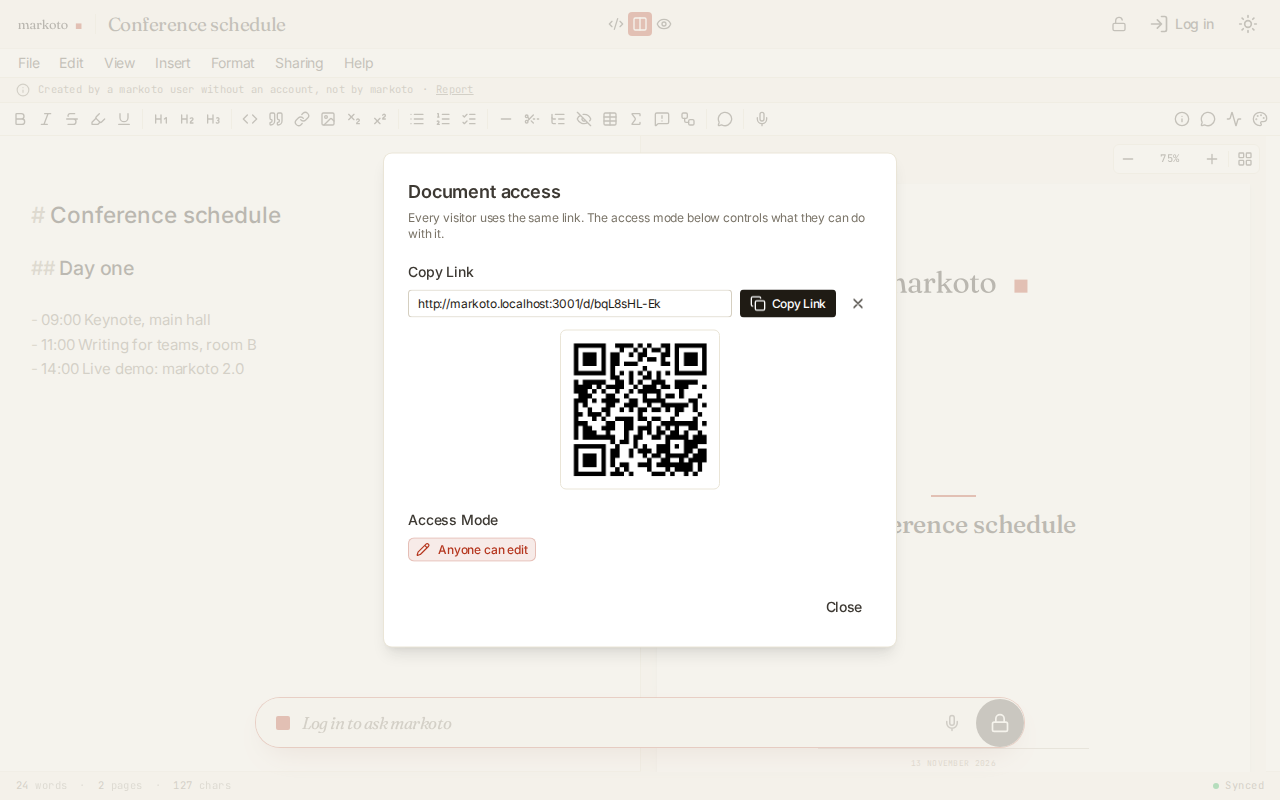 markoto
Conference schedule
Log in
File Edit View Insert Format Sharing Help
Created by a markoto user without an account, not by markoto · Report
H1 H2 H3
75%
# Conference schedule
## Day one
- 09:00 Keynote, main hall
- 11:00 Writing for teams, room B
- 14:00 Live demo: markoto 2.0
Document access
Every visitor uses the same link. The access mode below controls what they can do
with it.
Copy Link
http://markoto.localhost:3001/d/bqL8sHL-Ek
Copy Link
Access Mode
Anyone can edit
Close
arkoto
erence schedule
Log in to ask markoto
13 NOVEMBER 2026
24 words · 2 pages · 127 chars
Synced